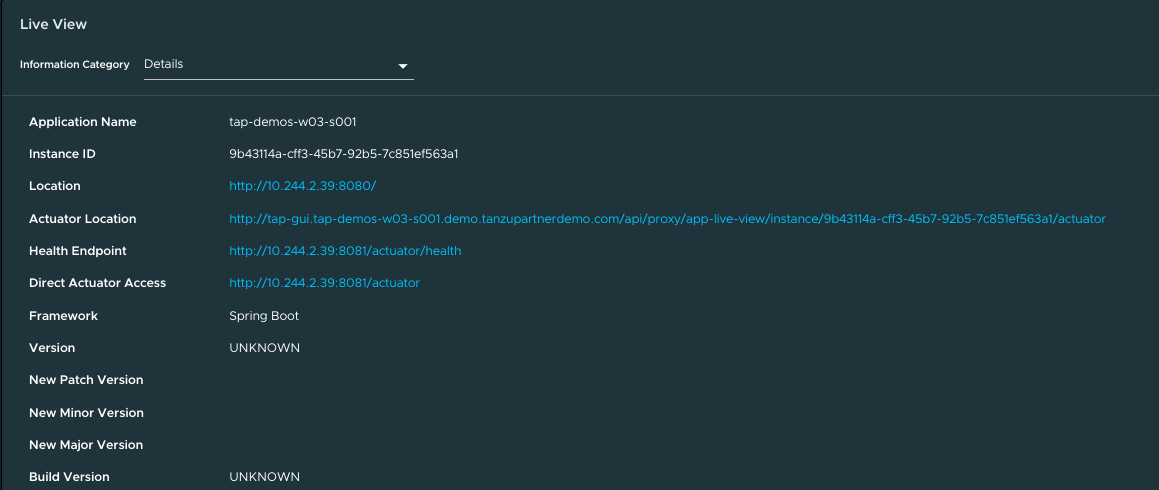 Live View
Information Category Details
Application Name tap-demos-w03-s001
Instance ID 9b43114a-cff3-45b7-92b5-7c851ef563a1
Location http://10.244.2.39:8080/
Actuator Location http://tap-gui.tap-demos-w03-s001.demo.tanzupartnerdemo.com/api/proxy/app-live-view/instance/9b43114a-cff3-45b7-92b5-7c851ef563a1/actuator
Health Endpoint http://10.244.2.39:8081/actuator/health
Direct Actuator Access http://10.244.2.39:8081/actuator
Framework Spring Boot
Version UNKNOWN
New Patch Version
New Minor Version
New Major Version
Build Version UNKNOWN